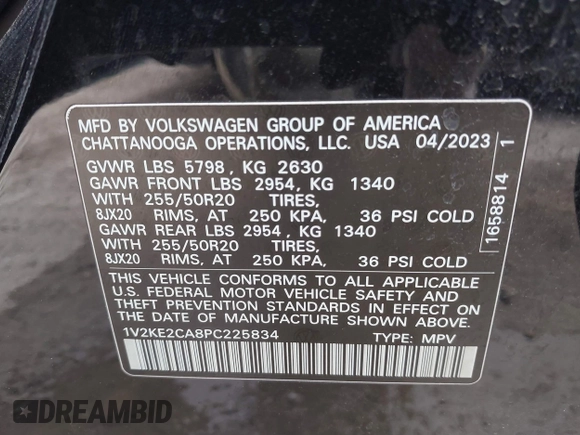 MFD BY VOLKSWAGEN GROUP OF AMERICA
CHATTANOOGA OPERATIONS, LLC. USA 04/2023
GVWR LBS 5798, KG 2630
GAWR FRONT LBS 2954, KG 1340
WITH 255/50R20 TIRES,
8JX20 RIMS, AT 250 KPA, 36 PSI COLD
GAWR REAR LBS 2954, KG 1340
WITH 255/50R20 TIRES,
8JX20 RIMS, AT 250 KPA, 36 PSI COLD
THIS VEHICLE CONFORMS TO ALL APPLICABLE
U.S. FEDERAL MOTOR VEHICLE SAFETY AND
THEFT PREVENTION STANDARDS IN EFFECT ON
THE DATE OF MANUFACTURE SHOWN ABOVE.
1V2KE2CA8PC225834 TYPE: MPV
1658814 1
DREAMBID